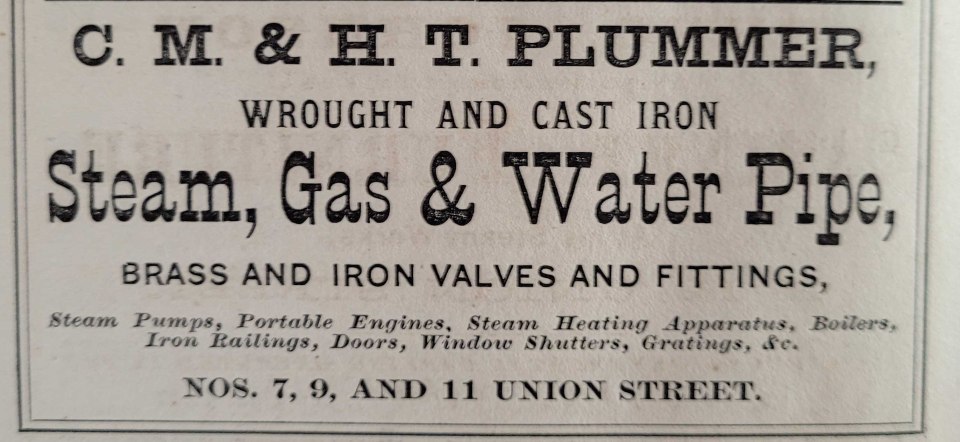 C. M. & H. T. PLUMMER,
WROUGHT AND CAST IRON
Steam, Gas & Water Pipe,
BRASS AND IRON VALVES AND FITTINGS,
Steam Pumps, Portable Engines, Steam Heating Apparatus, Boilers,
Iron Railings, Doors, Window Shutters, Gratings, &c.
NOS. 7, 9, AND 11 UNION STREET.